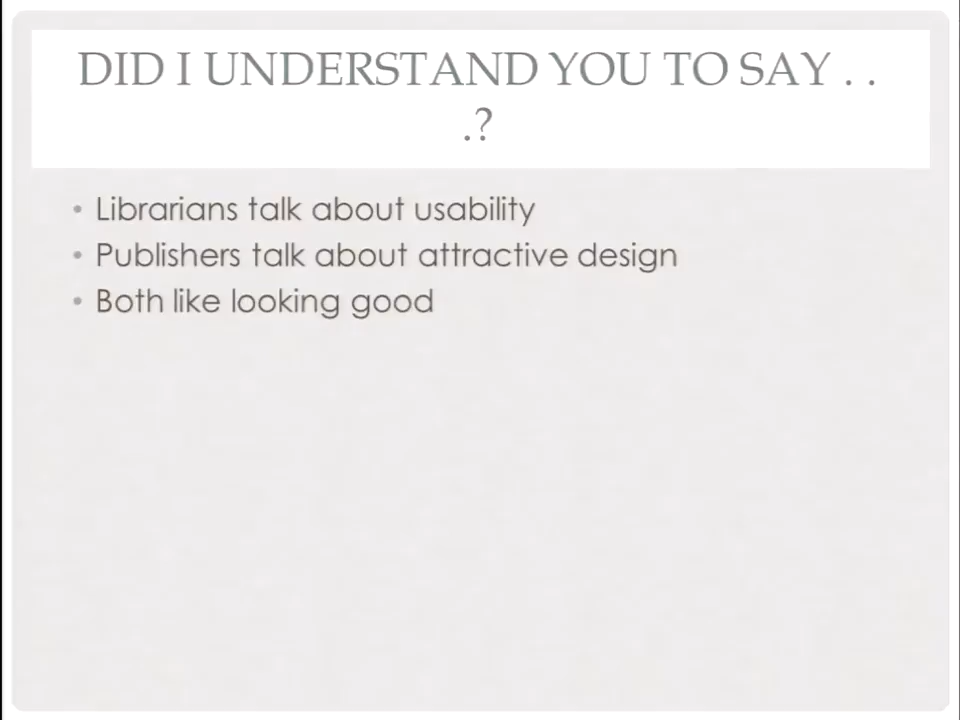 DID I UNDERSTAND YOU TO SAY . .
.?
• Librarians talk about usability
• Publishers talk about attractive design
• Both like looking good